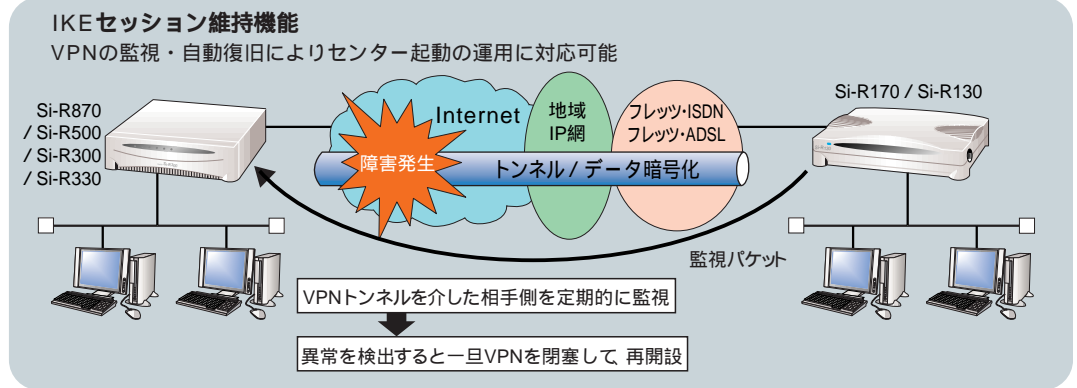 IKEセッション維持機能
VPNの監視・自動復旧によりセンター起動の運用に対応可能
Si-R870
/ Si-R500
/ Si-R300
/ Si-R330
Internet
障害発生
地域
IP網
フレッツ・ISDN
フレッツ・ADSL
トンネル / データ暗号化
Si-R170 / Si-R130
監視パケット
VPNトンネルを介した相手側を定期的に監視
異常を検出すると一旦VPNを閉塞して、再開設